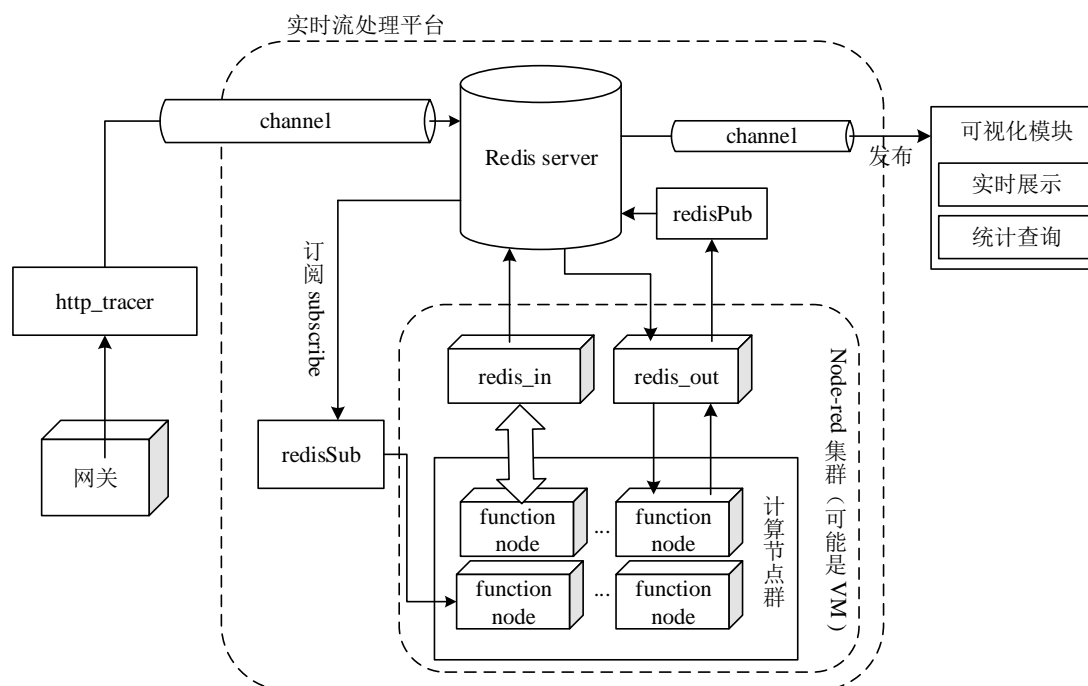 实时流处理平台
channel
Redis server
channel
发布
可视化模块
实时展示
统计查询
redisPub
订阅 subscribe
http_tracer
网关
redisSub
redis_in
redis_out
Node-red 集群（可能是 VM）
计算节点群
function
node
...
function
node
function
node
...
function
node